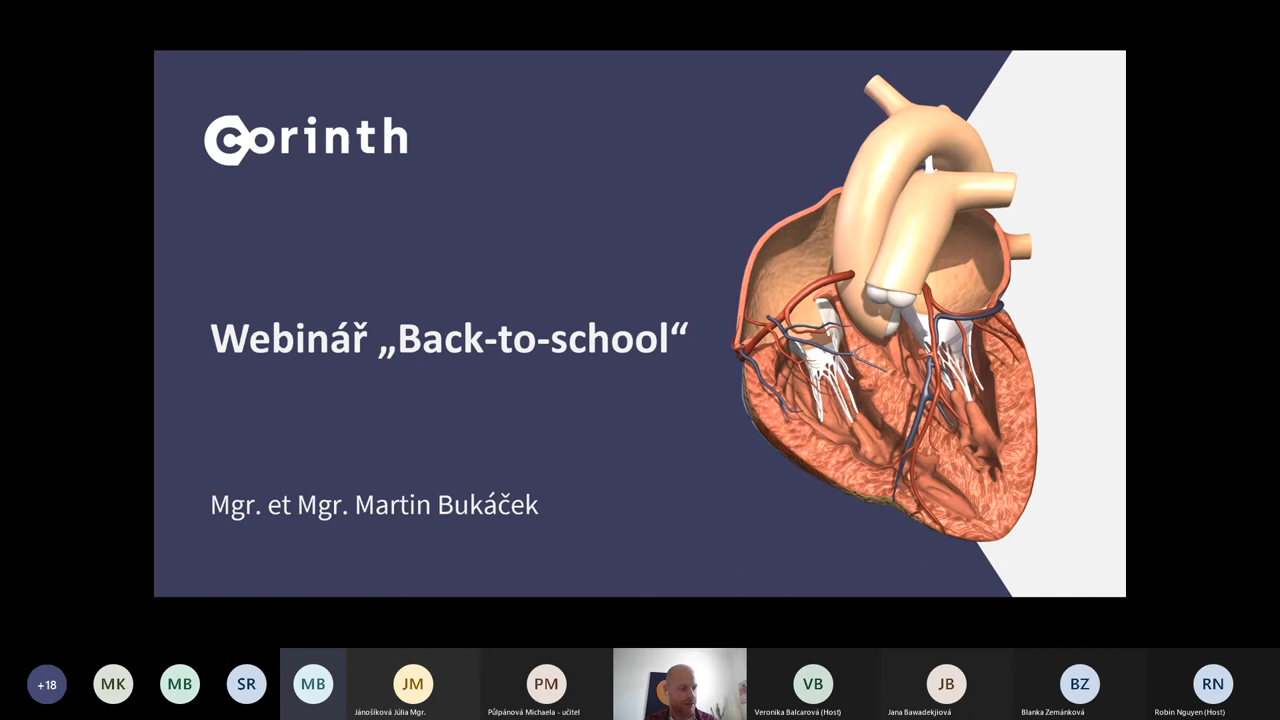 corinth
Webinář „Back-to-school“
Mgr. et Mgr. Martin Bukáček
+18
MK
MB
SR
MB
JM
PM
VB
JB
BZ
RN
Jánošíková Júlia Mgr.
Půlpánová Michaela - učitel
Veronika Balcarová (Host)
Jana Bawadekjiová
Blanka Zemánková
Robin Nguyen (Host)